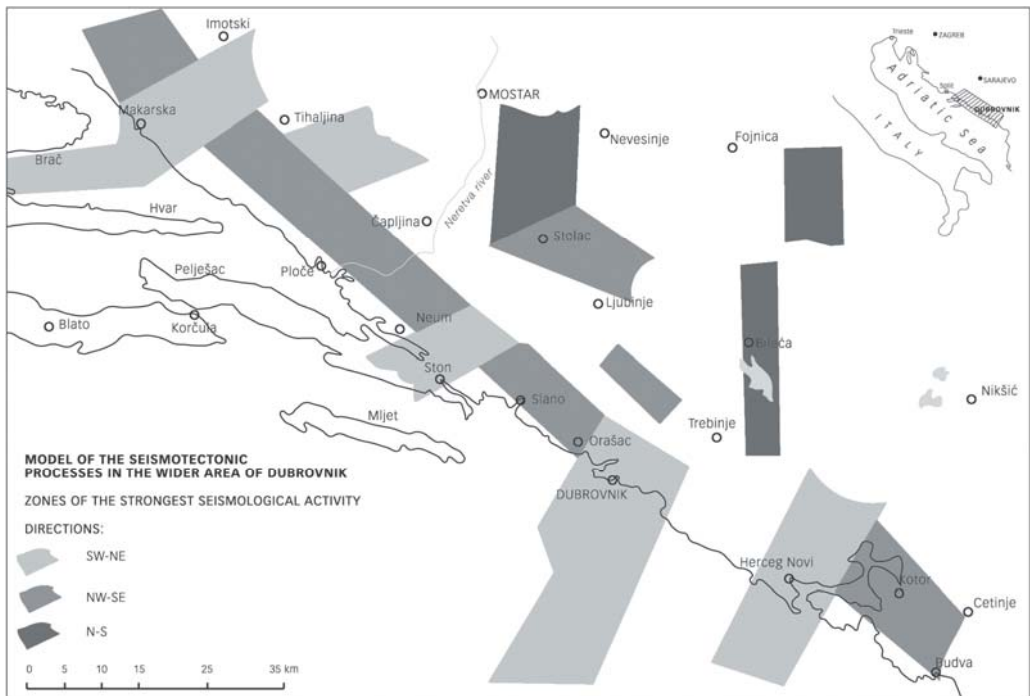 Imotski
Makarska
Tihaljina
MOSTAR
Nevesinje
Fojnica
Brač
Hvar
Čapljina
Neretva river
Stolac
Pelješac
Ploče
Ljubinje
Blato
Korčula
Neum
Bileća
Ston
Slano
Nikšić
Mljet
Trebinje
Orašac
DUBROVNIK
Herceg Novi
Kotor
Cetinje
Budva
Trieste
ZAGREB
SARAJEVO
Split
DUBROVNIK
Adriatic Sea
ITALY
MODEL OF THE SEISMOTECTONIC
PROCESSES IN THE WIDER AREA OF DUBROVNIK
ZONES OF THE STRONGEST SEISMOLOGICAL ACTIVITY
DIRECTIONS:
SW-NE
NW-SE
N-S
0 5 10 15 25 35 km